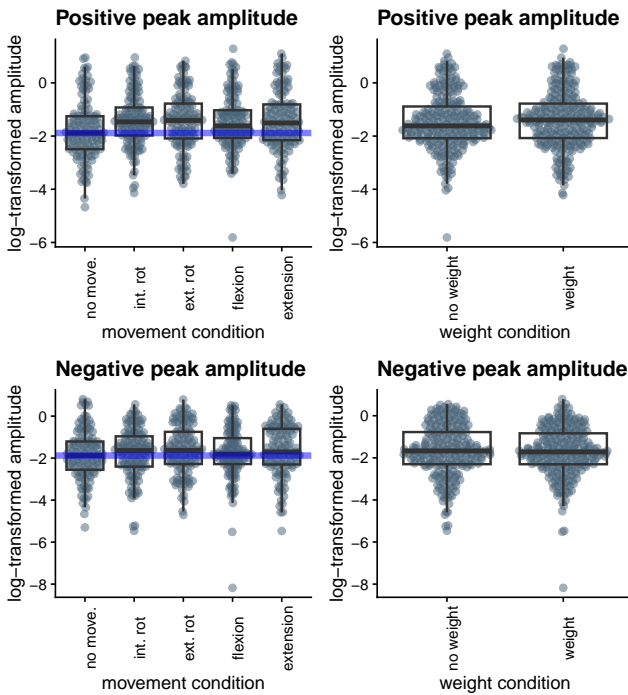 Positive peak amplitude
log−transformed amplitude
0
−2
−4
−6
no move.
int. rot
ext. rot
flexion
extension
movement condition
Positive peak amplitude
log−transformed amplitude
0
−2
−4
−6
no weight
weight
weight condition
Negative peak amplitude
log−transformed amplitude
0
−2
−4
−6
−8
no move.
int. rot
ext. rot
flexion
extension
movement condition
Negative peak amplitude
log−transformed amplitude
0
−2
−4
−6
−8
no weight
weight
weight condition